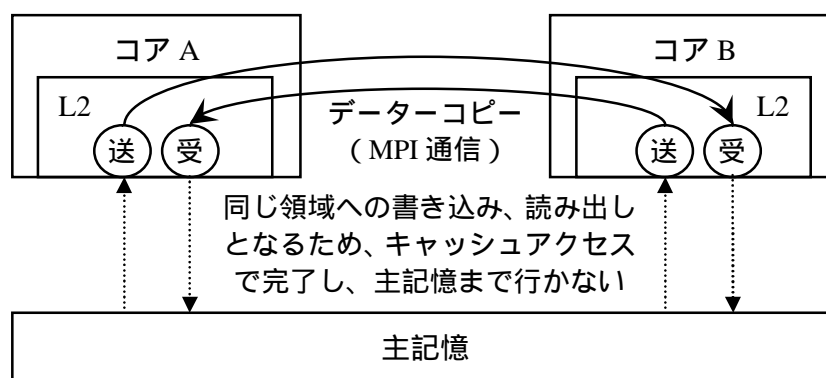 コア A
コア B
L2
L2
データーコピー
（MPI 通信）
送
受
送
受
同じ領域への書き込み、読み出し
となるため、キャッシュアクセス
で完了し、主記憶まで行かない
主記憶